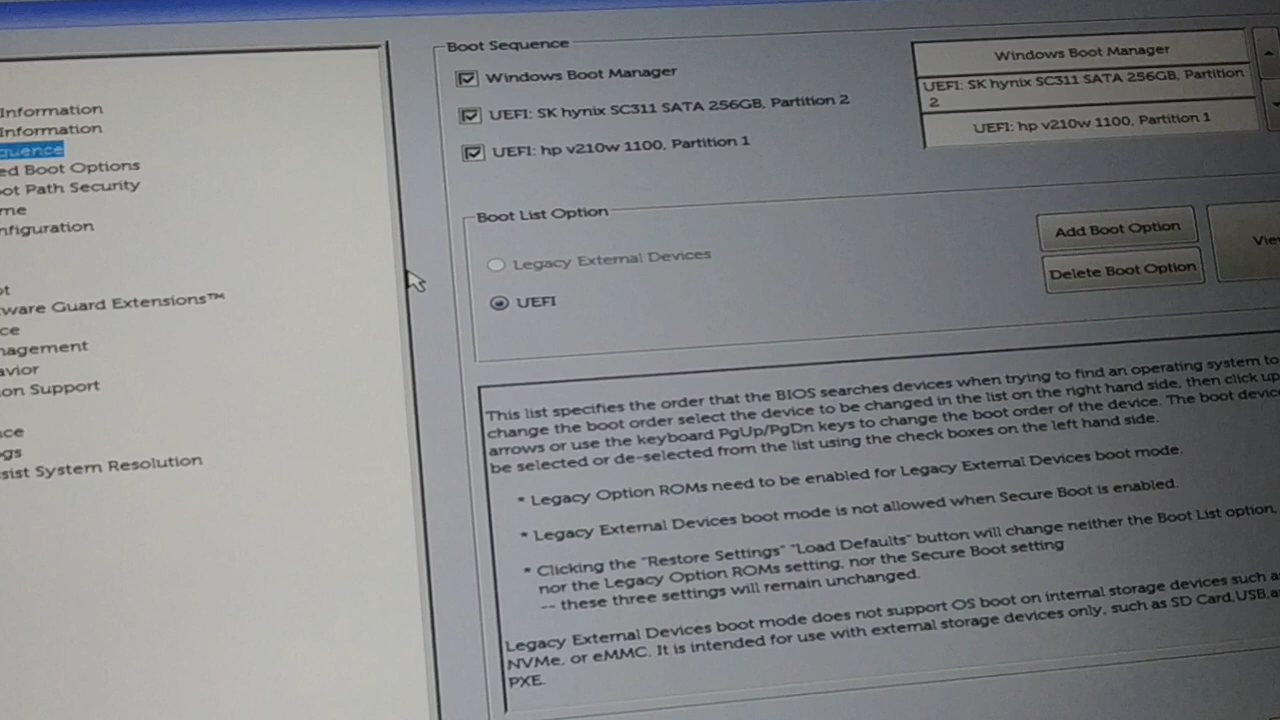 Information
Information
quence
ed Boot Options
ot Path Security
me
nfiguration
ot
ware Guard Extensions™
ce
nagement
avior
on Support
ce
gs
sist System Resolution
Boot Sequence
Windows Boot Manager
UEFI: SK hynix SC311 SATA 256GB, Partition 2
UEFI: hp v210w 1100, Partition 1
Windows Boot Manager
UEFI: SK hynix SC311 SATA 256GB, Partition
2
UEFI: hp v210w 1100, Partition 1
Boot List Option
Legacy External Devices
UEFI
Add Boot Option
Delete Boot Option
View
This list specifies the order that the BIOS searches devices when trying to find an operating system to
change the boot order select the device to be changed in the list on the right hand side, then click up
arrows or use the keyboard PgUp/PgDn keys to change the boot order of the device. The boot devic
be selected or de-selected from the list using the check boxes on the left hand side.
* Legacy Option ROMs need to be enabled for Legacy External Devices boot mode.
* Legacy External Devices boot mode is not allowed when Secure Boot is enabled.
* Clicking the "Restore Settings" "Load Defaults" button will change neither the Boot List option,
nor the Legacy Option ROMs setting, nor the Secure Boot setting
-- these three settings will remain unchanged.
Legacy External Devices boot mode does not support OS boot on internal storage devices such a
NVMe, or eMMC. It is intended for use with external storage devices only, such as SD Card,USB,a
PXE.